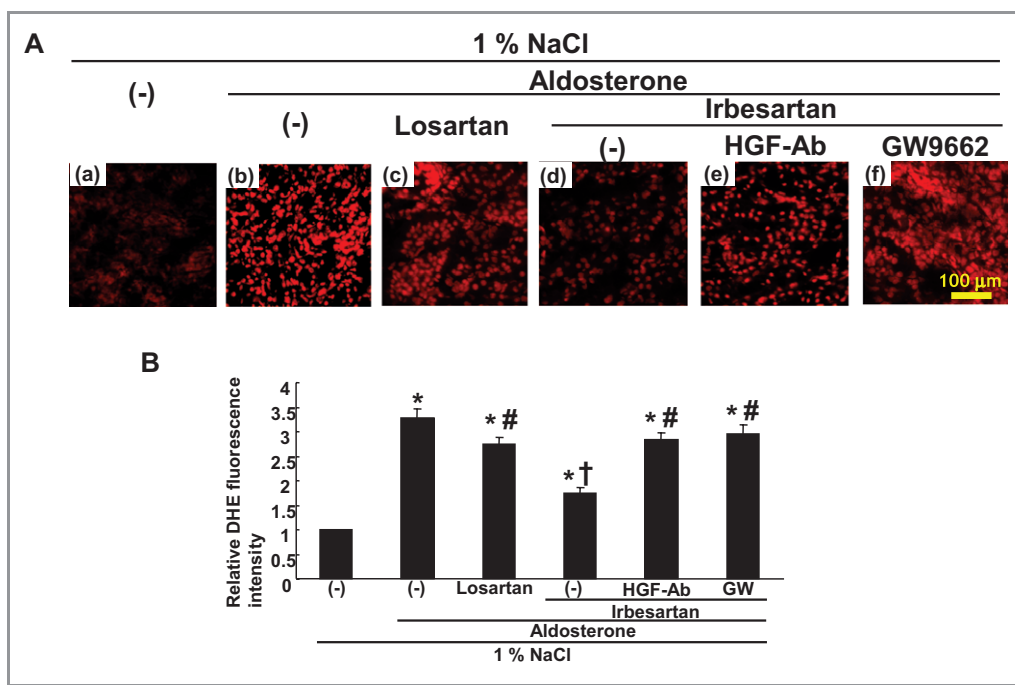 A
1 % NaCl
(-)
Aldosterone
(-)
Losartan
Irbesartan
(-)
HGF-Ab
GW9662
(a)
(b)
(c)
(d)
(e)
(f)
100 µm
B
Relative DHE fluorescence
intensity
4
3.5
3
2.5
2
1.5
1
0.5
0
*
* #
* †
* #
* #
(-)
(-)
Losartan
(-)
HGF-Ab
GW
Irbesartan
Aldosterone
1 % NaCl